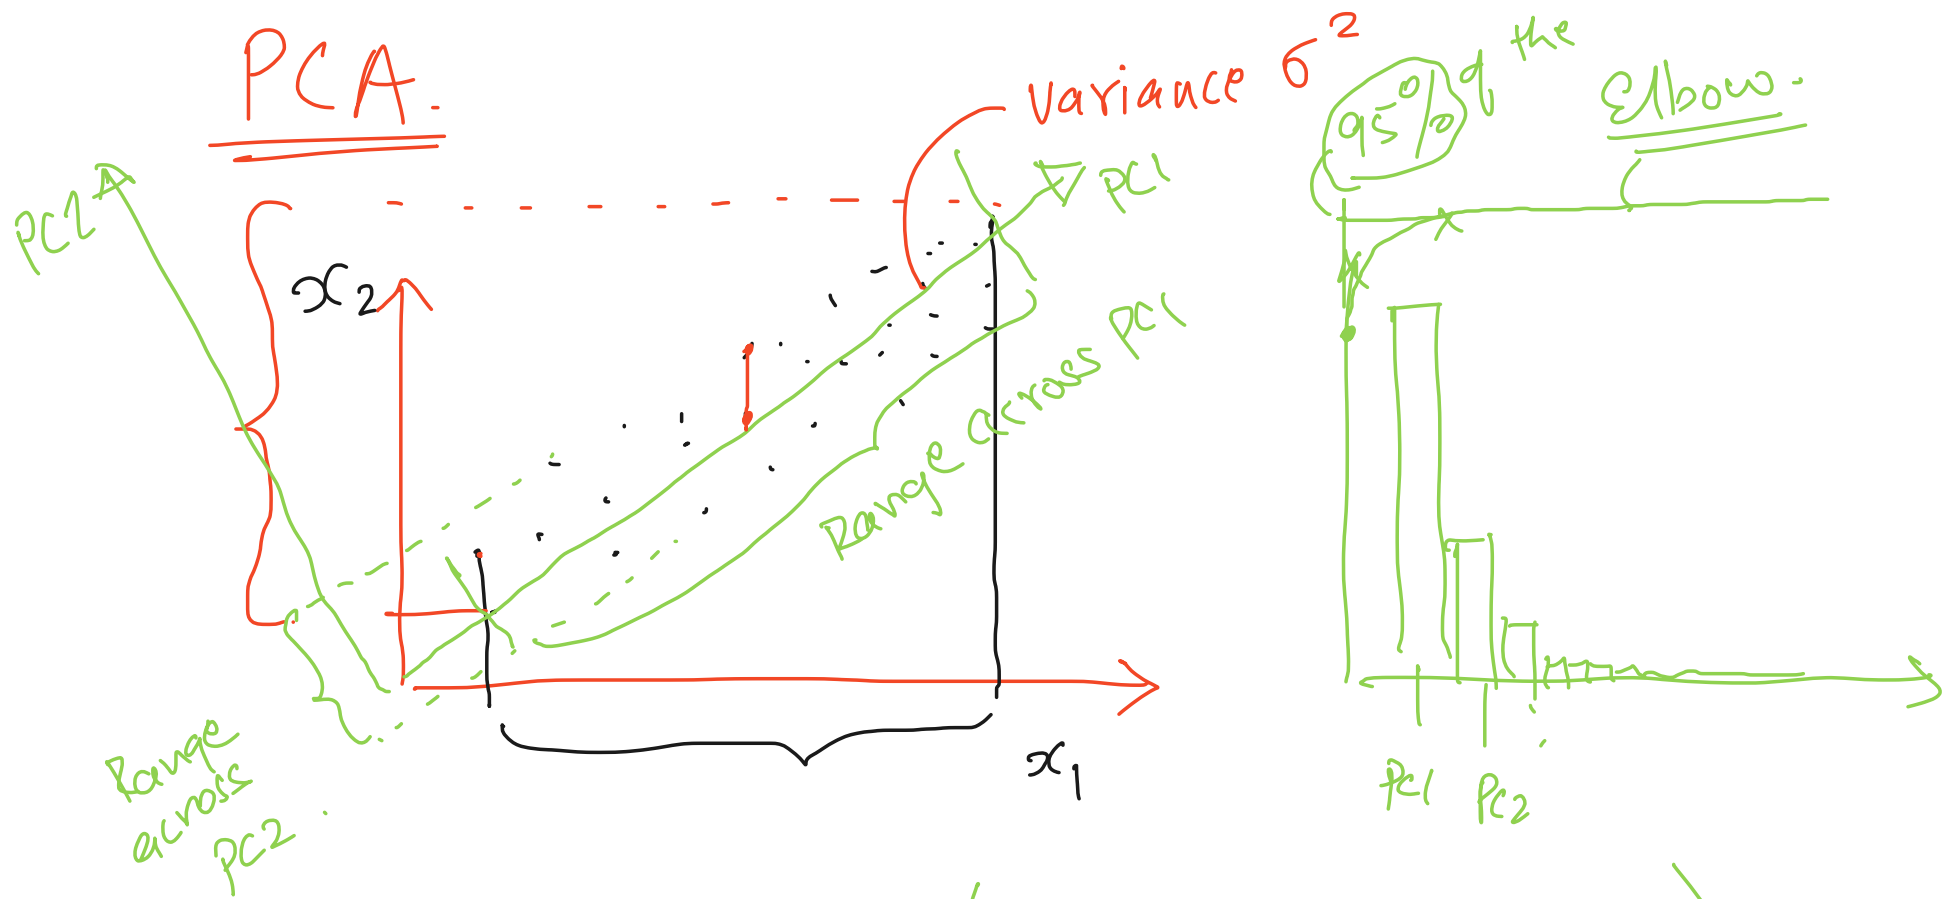 PCA.
variance σ²
95% of the
Elbow.
PC2
x2
PC1
Range across PC1
x1
Range
across
PC2.
PC1
PC2